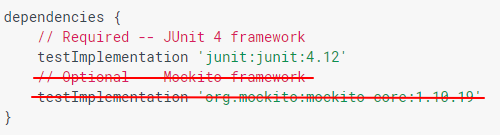 dependencies {
// Required -- JUnit 4 framework
testImplementation 'junit:junit:4.12'
// Optional -- Mockito framework
testImplementation 'org.mockito:mockito-core:1.10.19'
}